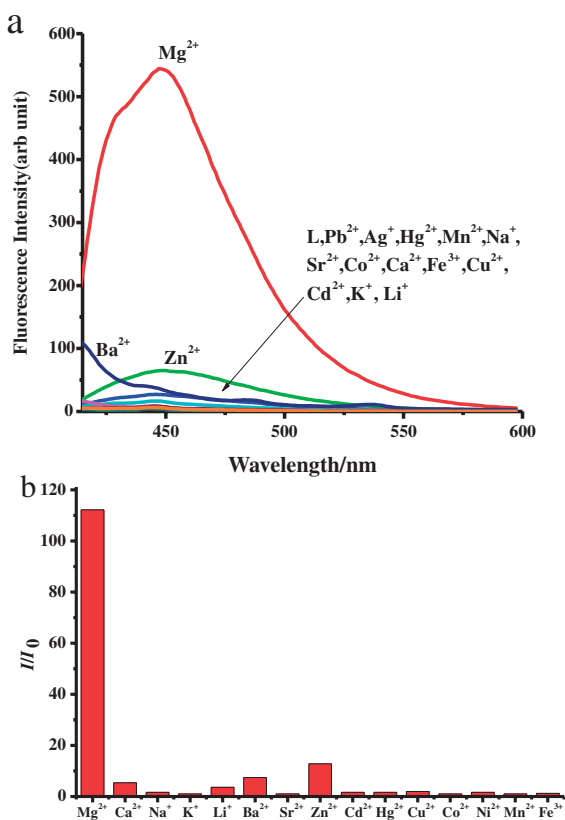 a
600
Mg²⁺
500
400
300
200
100
0
Fluorescence Intensity(arb unit)
L,Pb²⁺,Ag⁺,Hg²⁺,Mn²⁺,Na⁺,
Sr²⁺,Co²⁺,Ca²⁺,Fe³⁺,Cu²⁺,
Cd²⁺,K⁺, Li⁺
Ba²⁺
Zn²⁺
450 500 550 600
Wavelength/nm
b
120
100
80
60
40
20
0
I/I₀
Mg²⁺ Ca²⁺ Na⁺ K⁺ Li⁺ Ba²⁺ Sr²⁺ Zn²⁺ Cd²⁺ Hg²⁺ Cu²⁺ Co²⁺ Ni²⁺ Mn²⁺ Fe³⁺